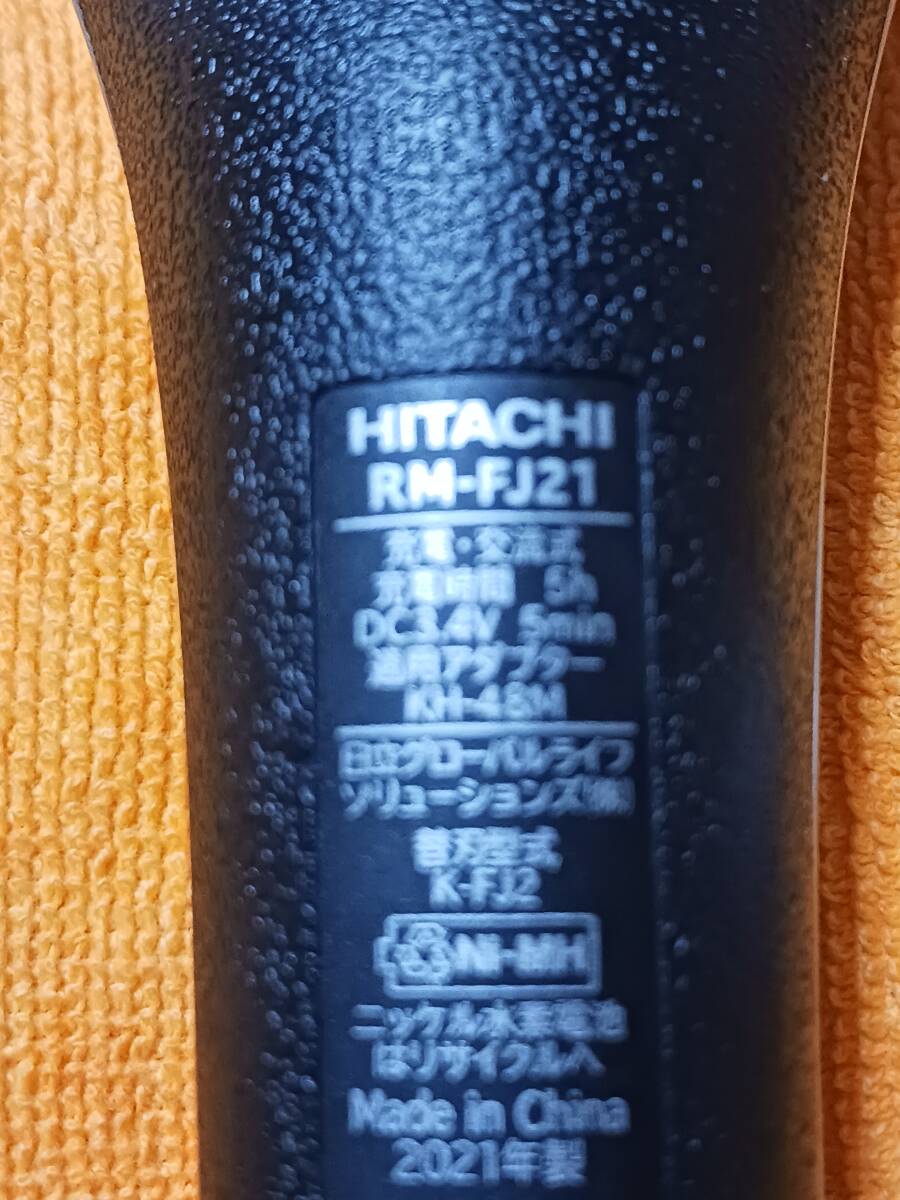 HITACHI
RM-FJ21
充電・交流式
充電時間 5h
DC3.4V 5min
適用アダプター
KH-48M
日立グローバルライフ
ソリューションズ(株)
替刃型式
K-FJ2
Ni-MH
ニッケル水素電池
はリサイクルへ
Made in China
2021年製